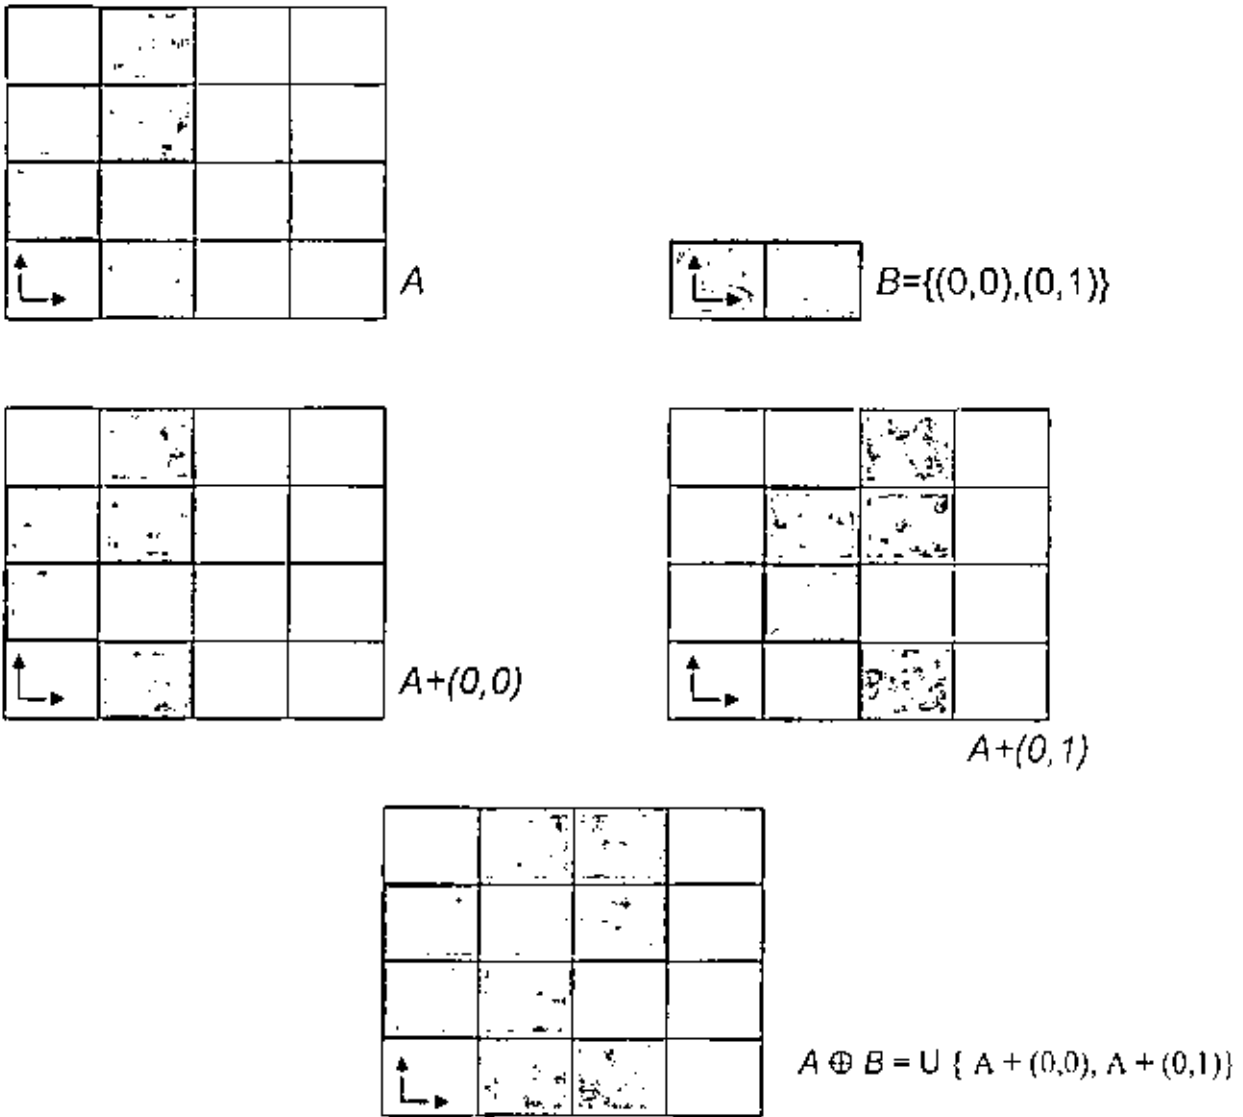 A
B={(0,0),(0,1)}
A+(0,0)
A+(0,1)
A ⊕ B = U { A + (0,0), A + (0,1)}